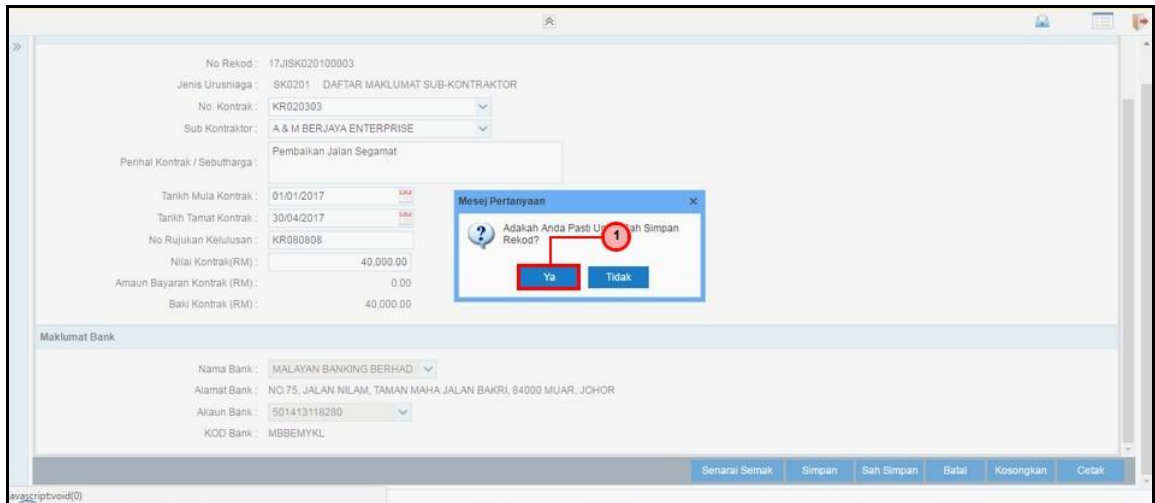 No Rekod : 17JISK020100003
Jenis Urusniaga : SK0201 DAFTAR MAKLUMAT SUB-KONTRAKTOR
No. Kontrak : KR020303
Sub Kontraktor : A & M BERJAYA ENTERPRISE
Perihal Kontrak / Sebutharga : Pembaikan Jalan Segamat
Tarikh Mula Kontrak : 01/01/2017
Tarikh Tamat Kontrak : 30/04/2017
No Rujukan Kelulusan : KR080808
Nilai Kontrak(RM) : 40,000.00
Amaun Bayaran Kontrak (RM) : 0.00
Baki Kontrak (RM) : 40,000.00
Mesej Pertanyaan x
Adakah Anda Pasti Simpan
Rekod?
1
Ya Tidak
Maklumat Bank
Nama Bank : MALAYAN BANKING BERHAD
Alamat Bank : NO.75, JALAN NILAM, TAMAN MAHA JALAN BAKRI, 84000 MUAR, JOHOR
Akaun Bank : 501413118280
KOD Bank : MBBEMYKL
Senarai Semak Simpan Sah Simpan Batal Kosongkan Cetak
avascript:void(0)